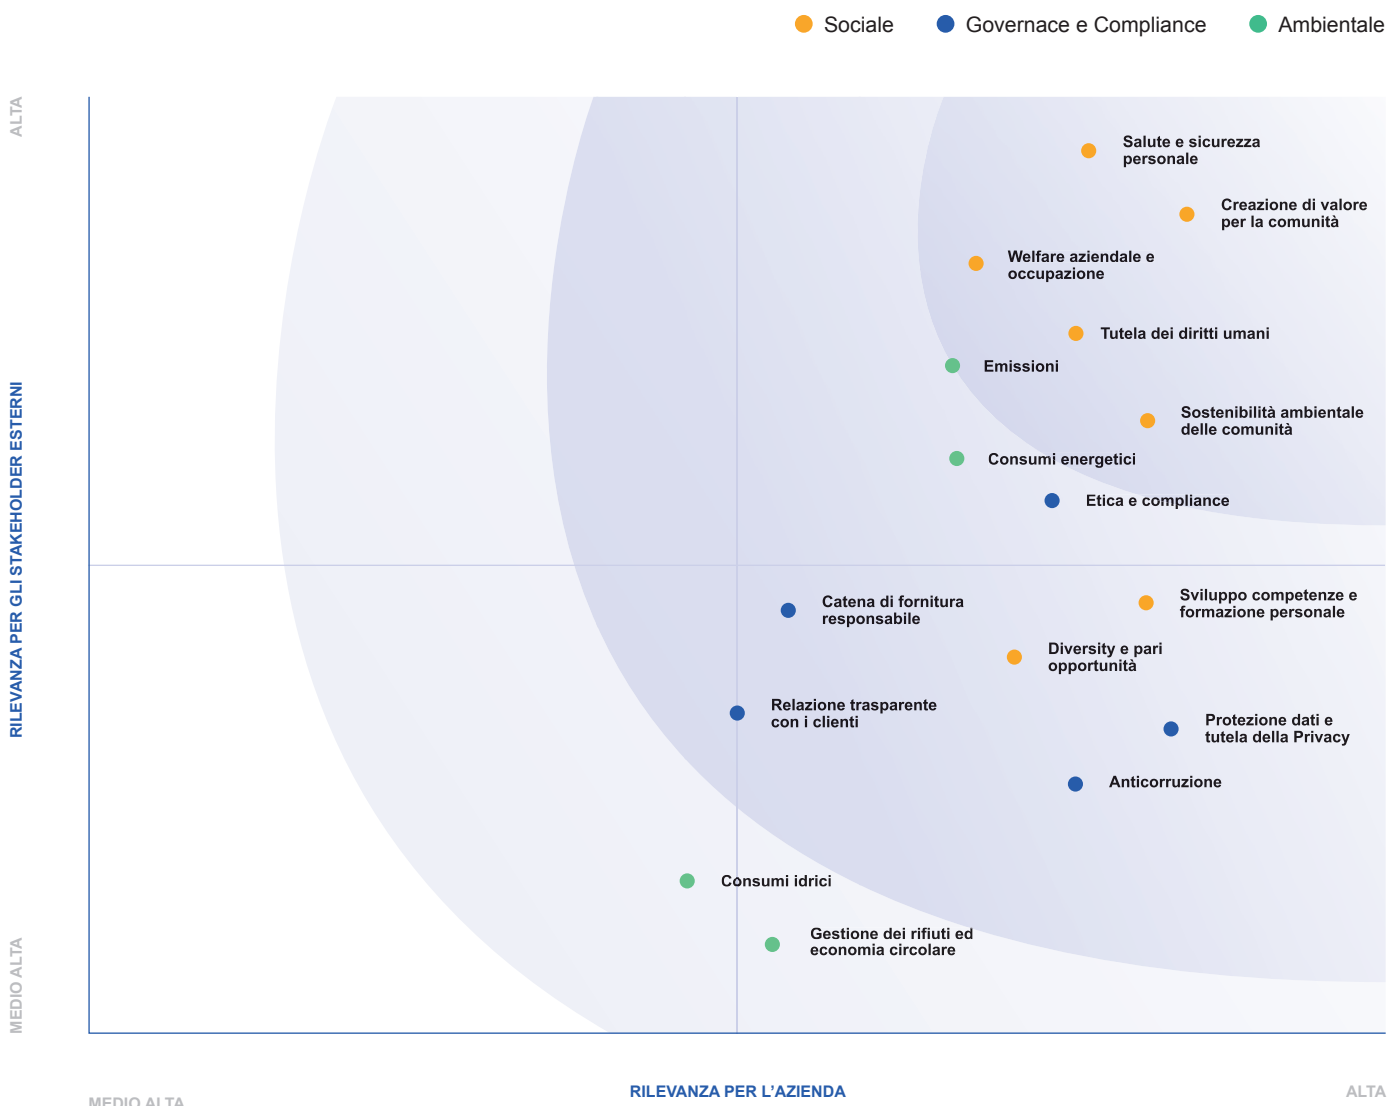 Sociale
Governace e Compliance
Ambientale
ALTA
Salute e sicurezza
personale
Creazione di valore
per la comunità
Welfare aziendale e
occupazione
Tutela dei diritti umani
Emissioni
Sostenibilità ambientale
delle comunità
Consumi energetici
Etica e compliance
RILEVANZA PER GLI STAKEHOLDER ESTERNI
Catena di fornitura
responsabile
Sviluppo competenze e
formazione personale
Diversity e pari
opportunità
Relazione trasparente
con i clienti
Protezione dati e
tutela della Privacy
Anticorruzione
Consumi idrici
Gestione dei rifiuti ed
economia circolare
MEDIO ALTA
RILEVANZA PER L'AZIENDA
ALTA
MEDIO ALTA